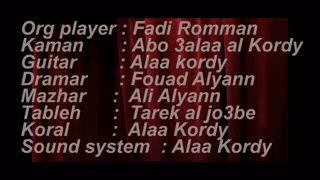 Org player : Fadi Romman
Kaman : Abo 3alaa al Kordy
Guitar : Alaa kordy
Dramar : Fouad Alyann
Mazhar : Ali Alyann
Tableh : Tarek al jo3be
Koral : Alaa Kordy
Sound system : Alaa Kordy